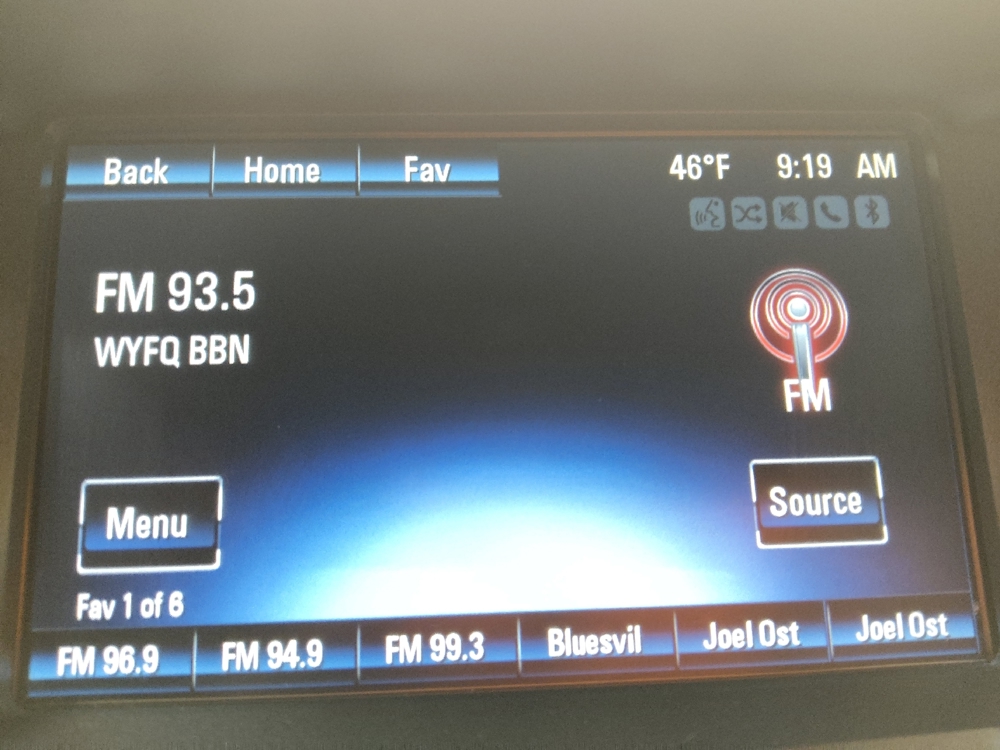 Back Home Fav 46°F 9:19 AM
FM 93.5
WYFQ BBN
FM
Menu Source
Fav 1 of 6
FM 96.9 FM 94.9 FM 99.3 Bluesvil Joel Ost Joel Ost